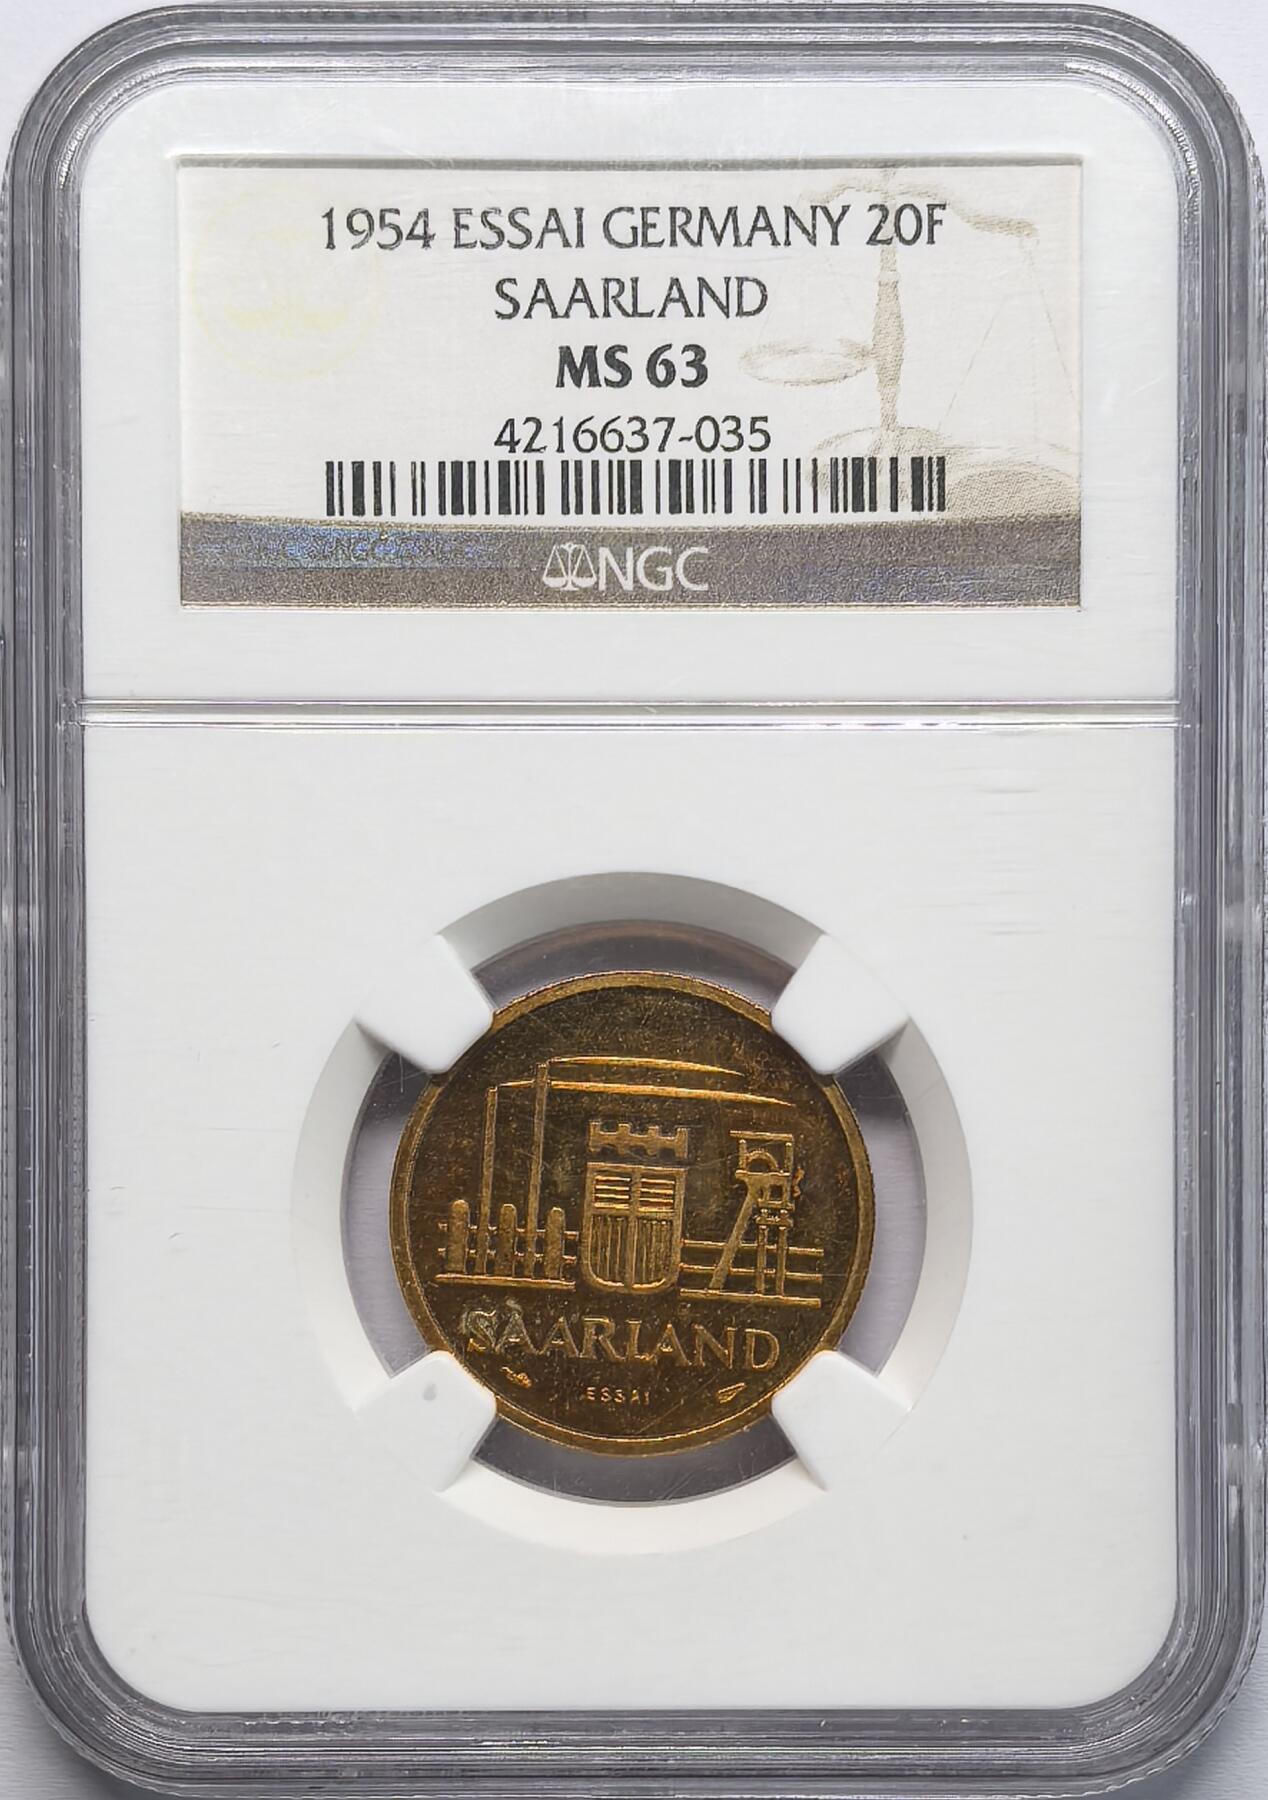 1954 ESSAI GERMANY 20F
SAARLAND
MS 63
4216637-035
NGC
SAARLAND
ESSAI